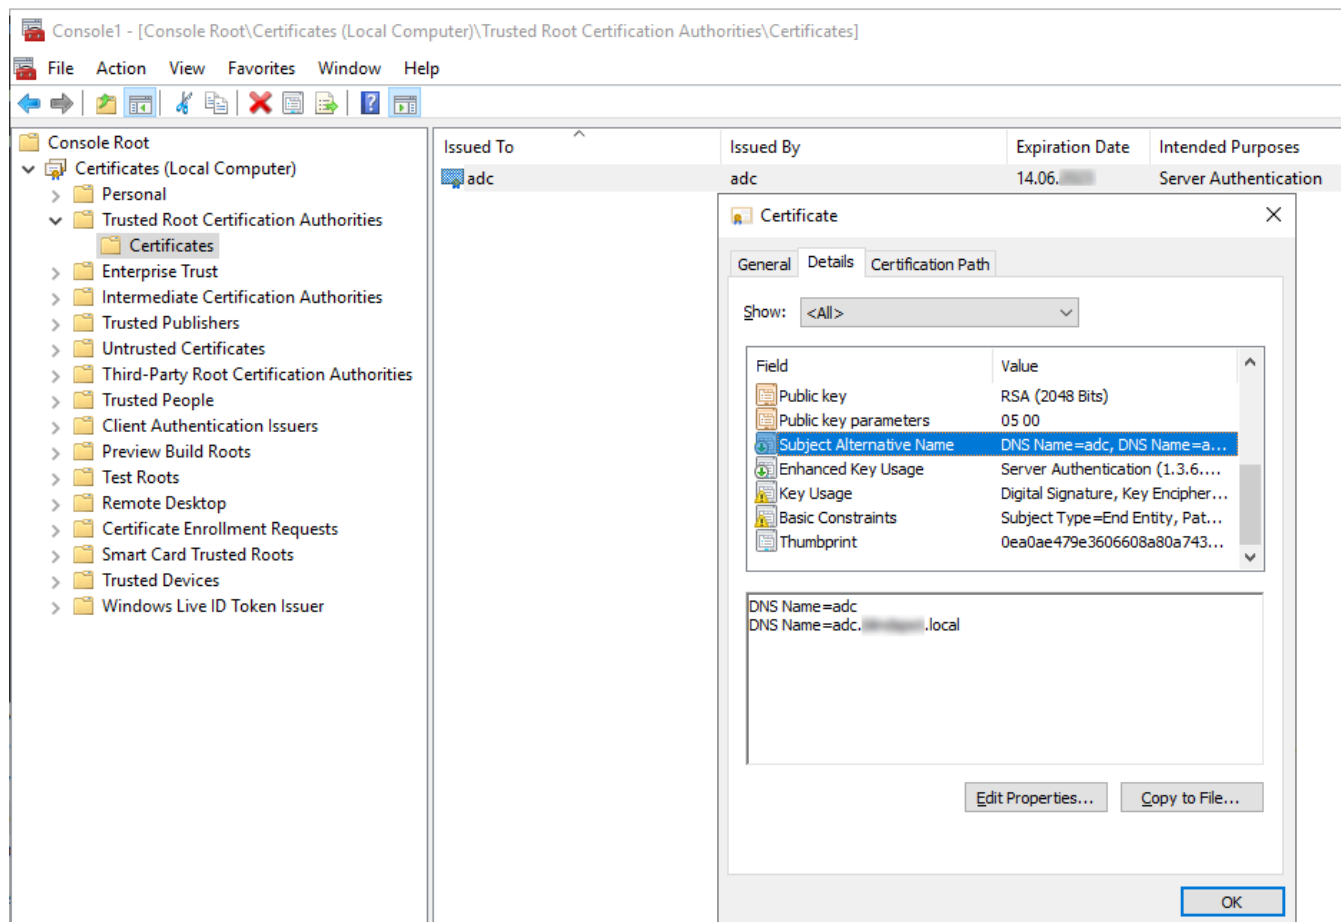 Console1 - [Console Root\Certificates (Local Computer)\Trusted Root Certification Authorities\Certificates]
File Action View Favorites Window Help
Console Root
Certificates (Local Computer)
Personal
Trusted Root Certification Authorities
Certificates
Enterprise Trust
Intermediate Certification Authorities
Trusted Publishers
Untrusted Certificates
Third-Party Root Certification Authorities
Trusted People
Client Authentication Issuers
Preview Build Roots
Test Roots
Remote Desktop
Certificate Enrollment Requests
Smart Card Trusted Roots
Trusted Devices
Windows Live ID Token Issuer
Issued To Issued By Expiration Date Intended Purposes
adc adc 14.06. Server Authentication
Certificate
General Details Certification Path
Show: <All>
Field Value
Public key RSA (2048 Bits)
Public key parameters 05 00
Subject Alternative Name DNS Name=adc, DNS Name=a...
Enhanced Key Usage Server Authentication (1.3.6....
Key Usage Digital Signature, Key Encipher...
Basic Constraints Subject Type=End Entity, Pat...
Thumbprint 0ea0ae479e3606608a80a743...
DNS Name=adc
DNS Name=adc. .local
Edit Properties... Copy to File...
OK